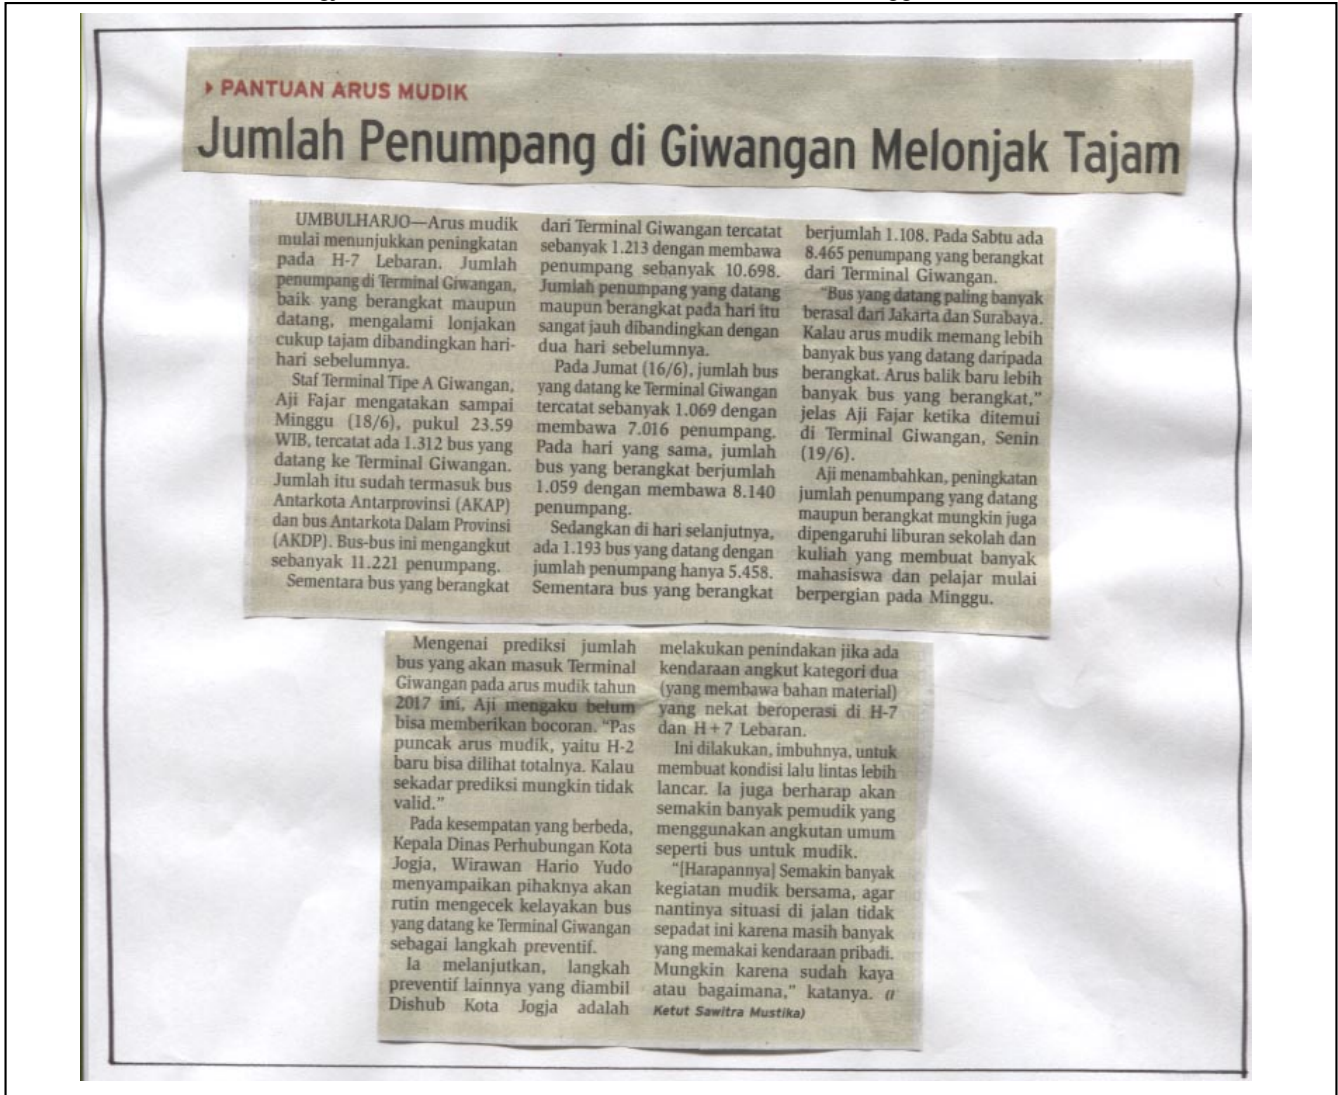 PANTUAN ARUS MUDIK
Jumlah Penumpang di Giwangan Melonjak Tajam
UMBULHARJO—Arus mudik
mulai menunjukkan peningkatan
pada H-7 Lebaran. Jumlah
penumpang di Terminal Giwangan,
baik yang berangkat maupun
datang, mengalami lonjakan
cukup tajam dibandingkan hari-
hari sebelumnya.
Staf Terminal Tipe A Giwangan,
Aji Fajar mengatakan sampai
Minggu (18/6), pukul 23.59
WIB, tercatat ada 1.312 bus yang
datang ke Terminal Giwangan.
Jumlah itu sudah termasuk bus
Antarkota Antarprovinsi (AKAP)
dan bus Antarkota Dalam Provinsi
(AKDP). Bus-bus ini mengangkut
sebanyak 11.221 penumpang.
Sementara bus yang berangkat
dari Terminal Giwangan tercatat
sebanyak 1.213 dengan membawa
penumpang sebanyak 10.698.
Jumlah penumpang yang datang
maupun berangkat pada hari itu
sangat jauh dibandingkan dengan
dua hari sebelumnya.
Pada Jumat (16/6), jumlah bus
yang datang ke Terminal Giwangan
tercatat sebanyak 1.069 dengan
membawa 7.016 penumpang.
Pada hari yang sama, jumlah
bus yang berangkat berjumlah
1.059 dengan membawa 8.140
penumpang.
Sedangkan di hari selanjutnya,
ada 1.193 bus yang datang dengan
jumlah penumpang hanya 5.458.
Sementara bus yang berangkat
berjumlah 1.108. Pada Sabtu ada
8.465 penumpang yang berangkat
dari Terminal Giwangan.
"Bus yang datang paling banyak
berasal dari Jakarta dan Surabaya.
Kalau arus mudik memang lebih
banyak bus yang datang daripada
berangkat. Arus balik baru lebih
banyak bus yang berangkat,"
jelas Aji Fajar ketika ditemui
di Terminal Giwangan, Senin
(19/6).
Aji menambahkan, peningkatan
jumlah penumpang yang datang
maupun berangkat mungkin juga
dipengaruhi liburan sekolah dan
kuliah yang membuat banyak
mahasiswa dan pelajar mulai
berpergian pada Minggu.
Mengenai prediksi jumlah
bus yang akan masuk Terminal
Giwangan pada arus mudik tahun
2017 ini, Aji mengaku belum
bisa memberikan bocoran. "Pas
puncak arus mudik, yaitu H-2
baru bisa dilihat totalnya. Kalau
sekadar prediksi mungkin tidak
valid."
Pada kesempatan yang berbeda,
Kepala Dinas Perhubungan Kota
Jogja, Wirawan Hario Yudo
menyampaikan pihaknya akan
rutin mengecek kelayakan bus
yang datang ke Terminal Giwangan
sebagai langkah preventif.
Ia melanjutkan, langkah
preventif lainnya yang diambil
Dishub Kota Jogja adalah
melakukan penindakan jika ada
kendaraan angkut kategori dua
(yang membawa bahan material)
yang nekat beroperasi di H-7
dan H+7 Lebaran.
Ini dilakukan, imbuhnya, untuk
membuat kondisi lalu lintas lebih
lancar. Ia juga berharap akan
semakin banyak pemudik yang
menggunakan angkutan umum
seperti bus untuk mudik.
"[Harapannya] Semakin banyak
kegiatan mudik bersama, agar
nantinya situasi di jalan tidak
sepadat ini karena masih banyak
yang memakai kendaraan pribadi.
Mungkin karena sudah kaya
atau bagaimana," katanya. (I
Ketut Sawitra Mustika)